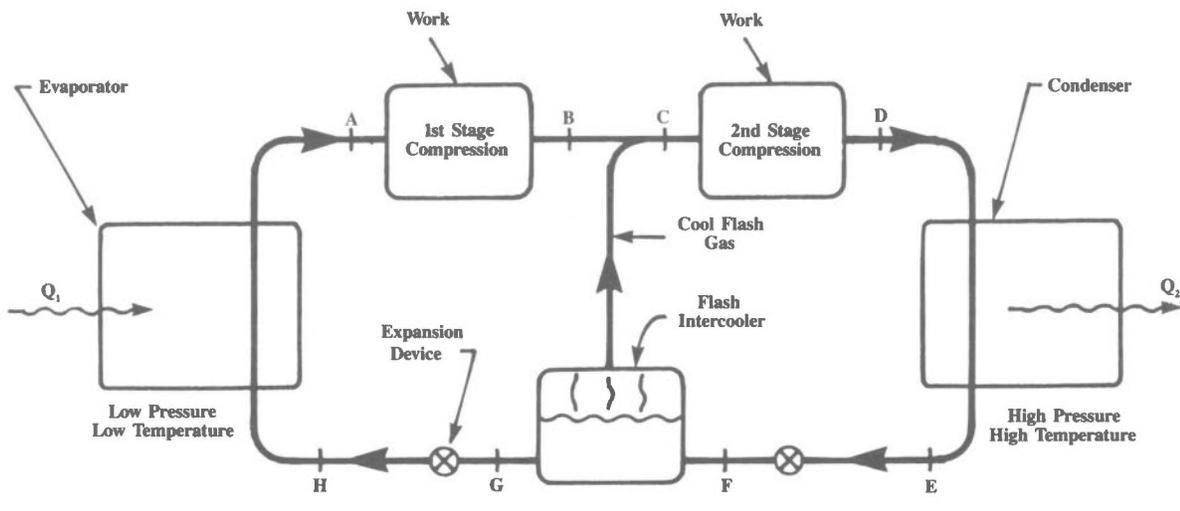 Work
Work
Evaporator
Condenser
A
B
C
D
1st Stage
Compression
2nd Stage
Compression
Cool Flash
Gas
Q₁
Q₂
Flash
Intercooler
Expansion
Device
Low Pressure
Low Temperature
High Pressure
High Temperature
H
G
F
E